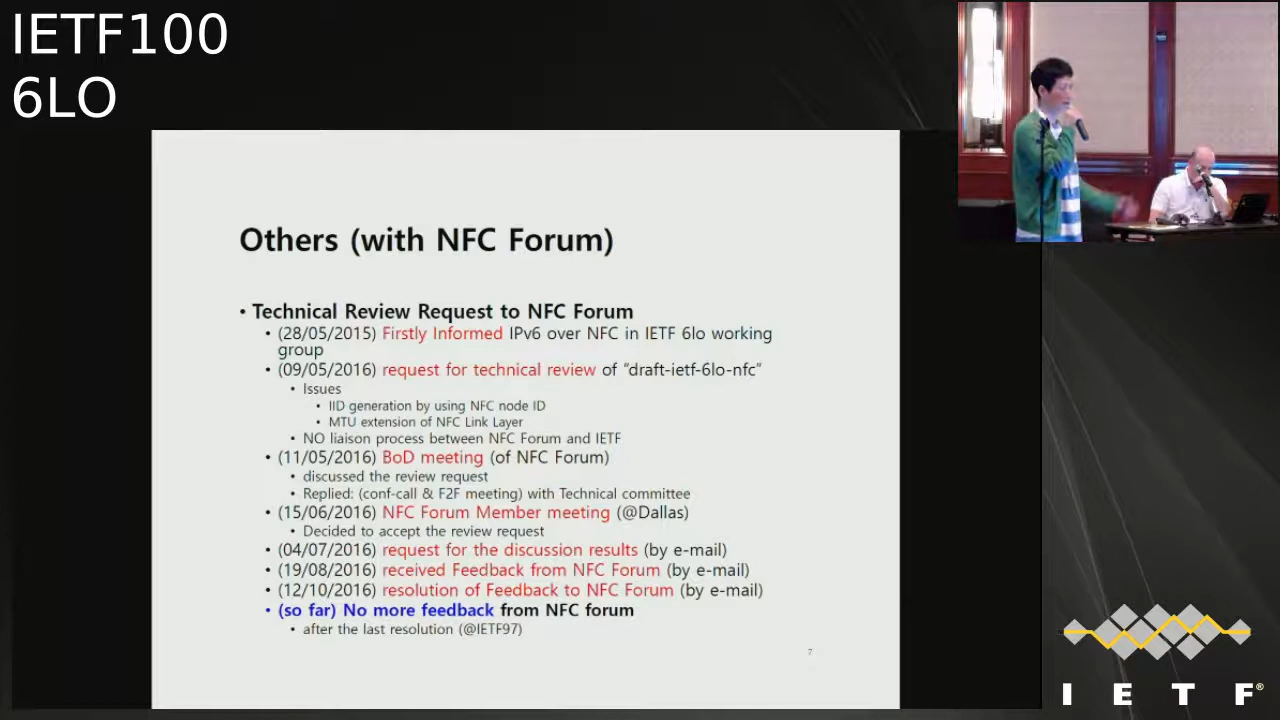 IETF100
6LO
Others (with NFC Forum)
• Technical Review Request to NFC Forum
• (28/05/2015) Firstly Informed IPv6 over NFC in IETF 6lo working
group
• (09/05/2016) request for technical review of “draft-ietf-6lo-nfc”
• Issues
• IID generation by using NFC node ID
• MTU extension of NFC Link Layer
• NO liaison process between NFC Forum and IETF
• (11/05/2016) BoD meeting (of NFC Forum)
• discussed the review request
• Replied: (conf-call & F2F meeting) with Technical committee
• (15/06/2016) NFC Forum Member meeting (@Dallas)
• Decided to accept the review request
• (04/07/2016) request for the discussion results (by e-mail)
• (19/08/2016) received Feedback from NFC Forum (by e-mail)
• (12/10/2016) resolution of Feedback to NFC Forum (by e-mail)
• (so far) No more feedback from NFC forum
• after the last resolution (@IETF97)
7
I E T F®